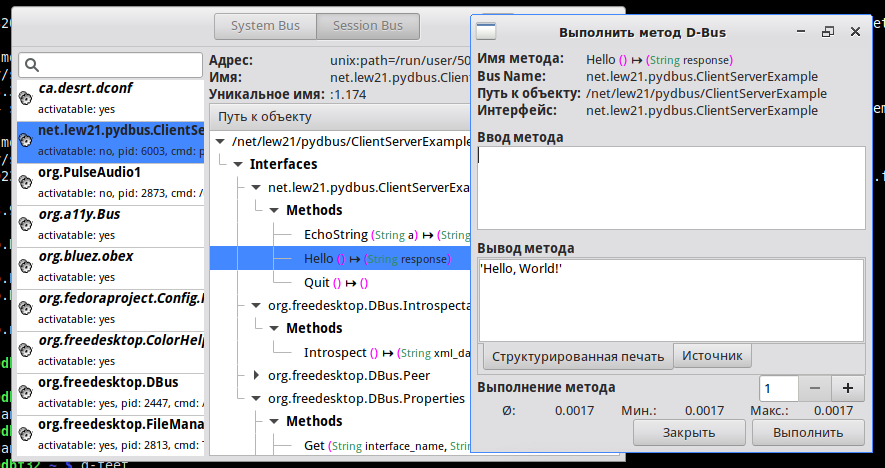 System Bus
Session Bus
Адрес:
unix:path=/run/user/50
Имя:
net.lew21.pydbus.Clien
Уникальное имя :
:1.174
Путь к объекту
ca.desrt.dconf
activatable: yes
net.lew21.pydbus.ClientSe
activatable: no, pid: 6003, cmd: p
org.PulseAudio1
activatable: no, pid: 2873, cmd: /
org.a11y.Bus
activatable: yes
org.bluez.obex
activatable: yes
org.fedoraproject.Config.
activatable: yes
org.freedesktop.ColorHelp
activatable: yes
org.freedesktop.DBus
activatable: yes, pid: 2447, cmd: /
org.freedesktop.FileMana
activatable: yes, pid: 2813, cmd:
/net/lew21/pydbus/ClientServerExample
Interfaces
net.lew21.pydbus.ClientServerExa
Methods
EchoString (String a) ↦ (String
Hello () ↦ (String response)
Quit () ↦ ()
org.freedesktop.DBus.Introspecta
Methods
Introspect () ↦ (String xml_da
org.freedesktop.DBus.Peer
org.freedesktop.DBus.Properties
Methods
Get (String interface_name, Strin
Выполнить метод D-Bus
Имя метода: Hello () ↦ (String response)
Bus Name: net.lew21.pydbus.ClientServerExample
Путь к объекту: /net/lew21/pydbus/ClientServerExample
Интерфейс: net.lew21.pydbus.ClientServerExample
Ввод метода
Вывод метода
'Hello, World!'
Структурированная печать
Источник
Выполнение метода
1
Ø: 0.0017 Мин.: 0.0017 Макс.: 0.0017
Закрыть
Выполнить